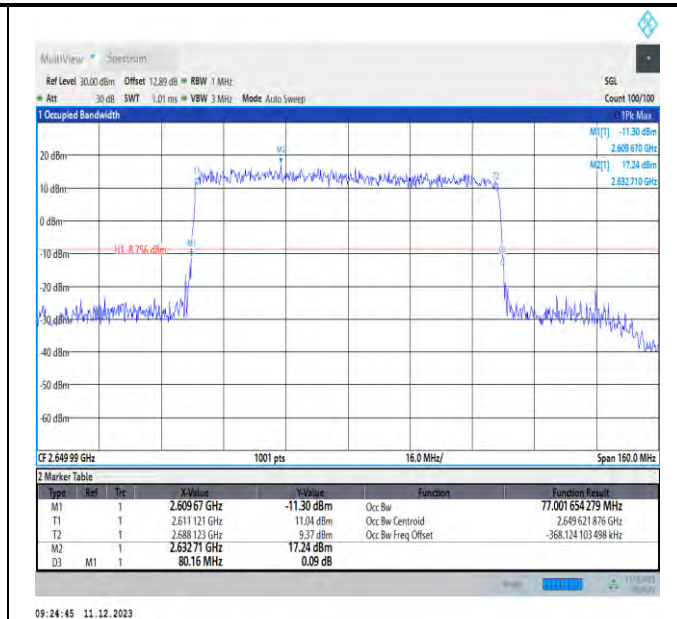 MultiView Spectrum
Ref Level 30.00 dBm Offset 12.89 dB RBW 1 MHz SGL
Att 30 dB SWT 1.01 ms VBW 3 MHz Mode Auto Sweep Count 100/100
1 Occupied Bandwidth 1Pk Max
M1[1] -11.30 dBm
2.609 670 GHz
M2[1] 17.24 dBm
2.632 710 GHz
M2
20 dBm
T1
T2
10 dBm
0 dBm
M1
H1 -8.756 dBm
D3
-10 dBm
-20 dBm
-30 dBm
-40 dBm
-50 dBm
-60 dBm
CF 2.649 99 GHz 1001 pts 16.0 MHz/ Span 160.0 MHz
2 Marker Table
Type Ref Trc X-Value Y-Value Function Function Result
M1 1 2.609 67 GHz -11.30 dBm Occ Bw 77.001 654 279 MHz
T1 1 2.611 121 GHz 11.04 dBm Occ Bw Centroid 2.649 621 876 GHz
T2 1 2.688 123 GHz 9.37 dBm Occ Bw Freq Offset -368.124 103 498 kHz
M2 1 2.632 71 GHz 17.24 dBm
D3 M1 1 80.16 MHz 0.09 dB
09:24:45 11.12.2023